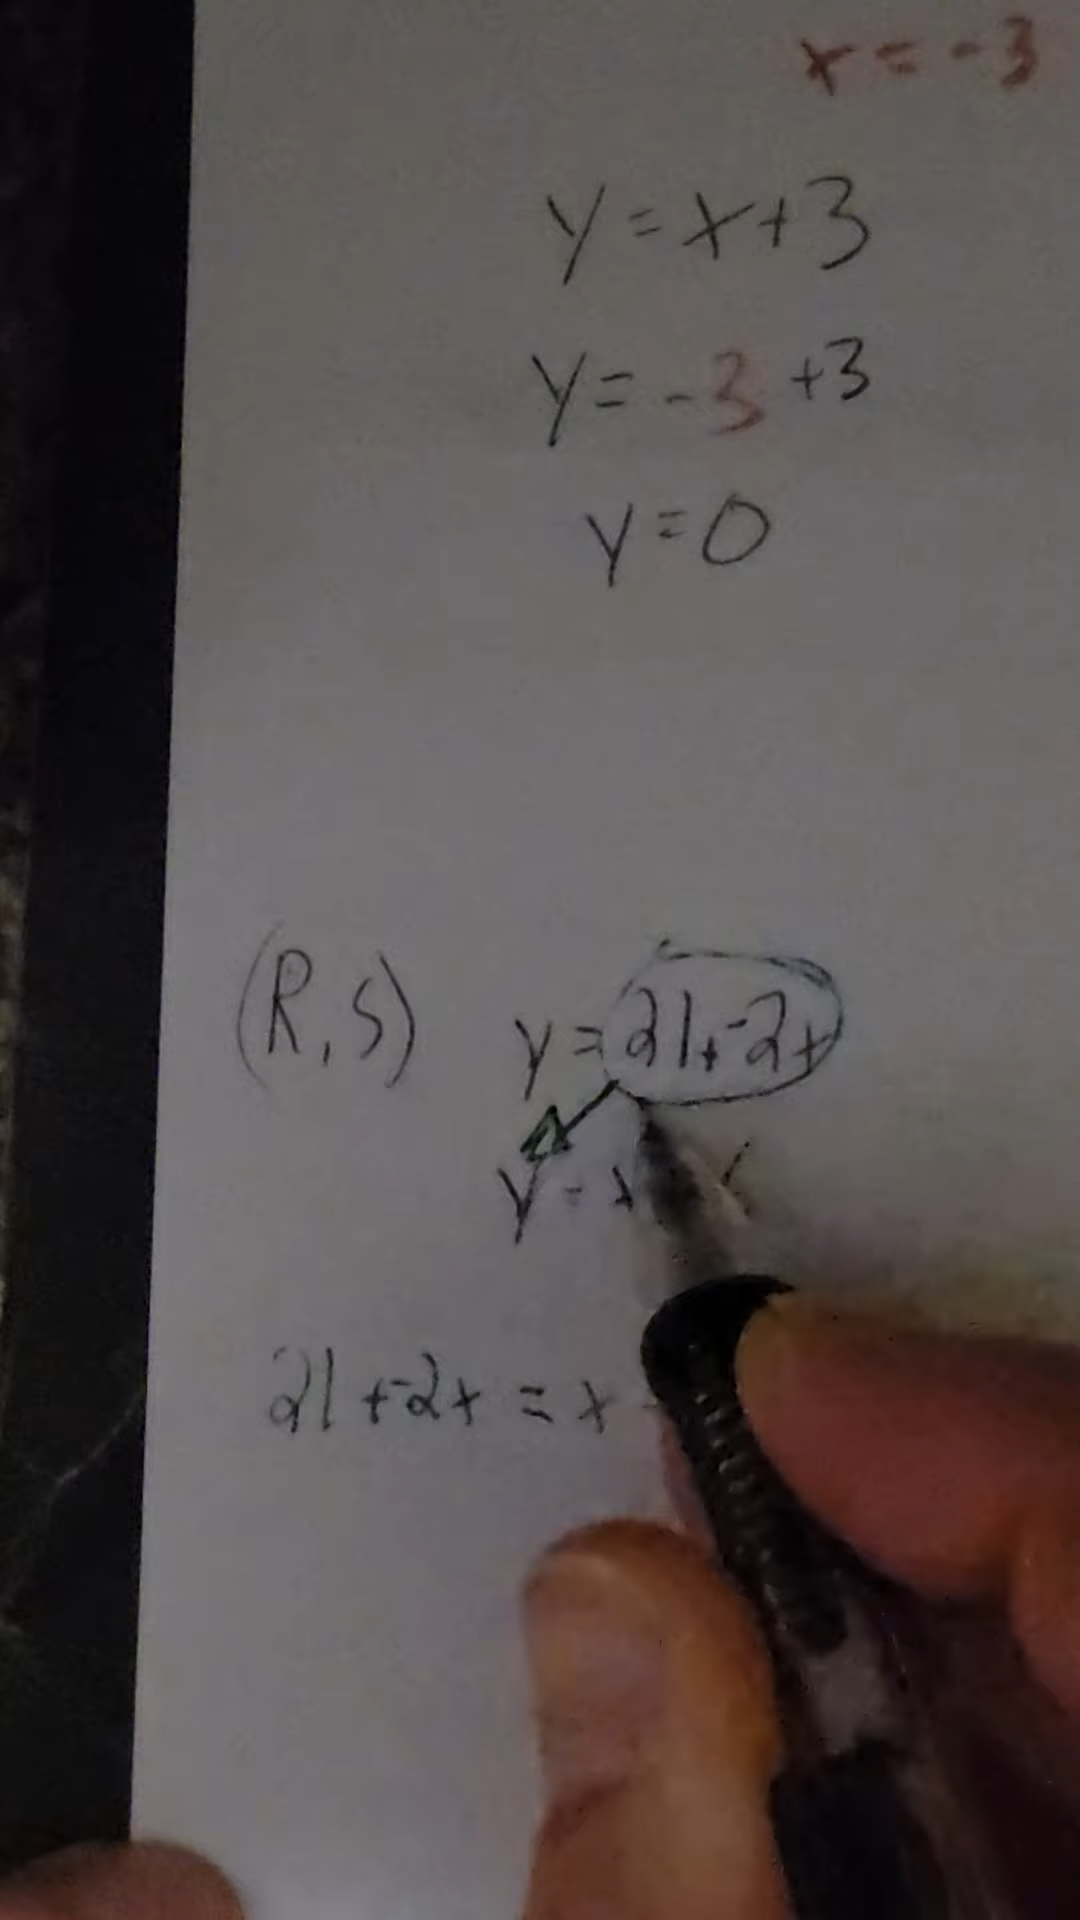 x = -3
y = x + 3
y = -3 + 3
y = 0
(R, S) y = 21 + -2x
y = x
21 + -2x = x